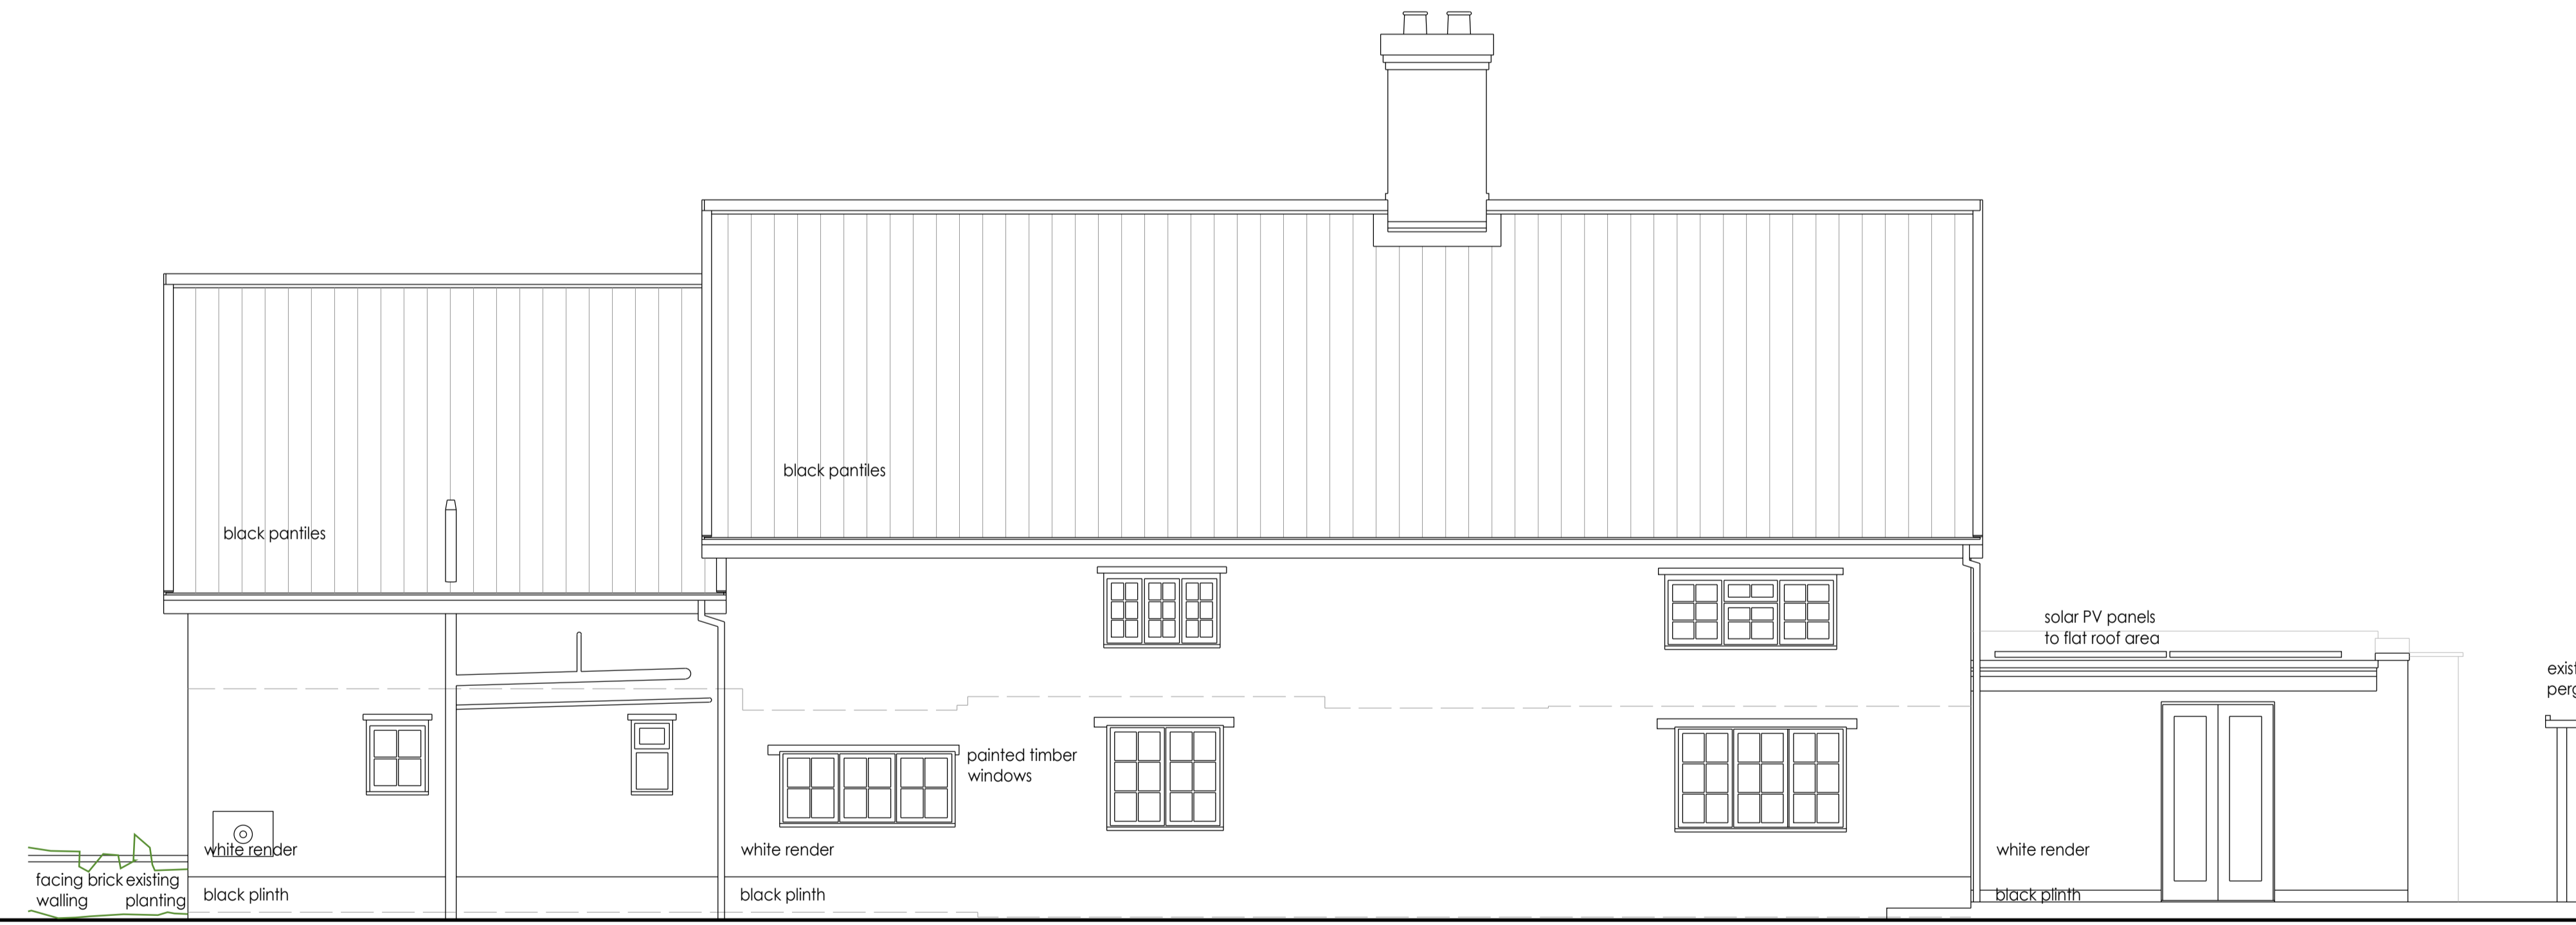 black pantiles
black pantiles
solar PV panels
to flat roof area
painted timber
windows
white render
white render
white render
facing brick
walling
existing
planting
black plinth
black plinth
black plinth